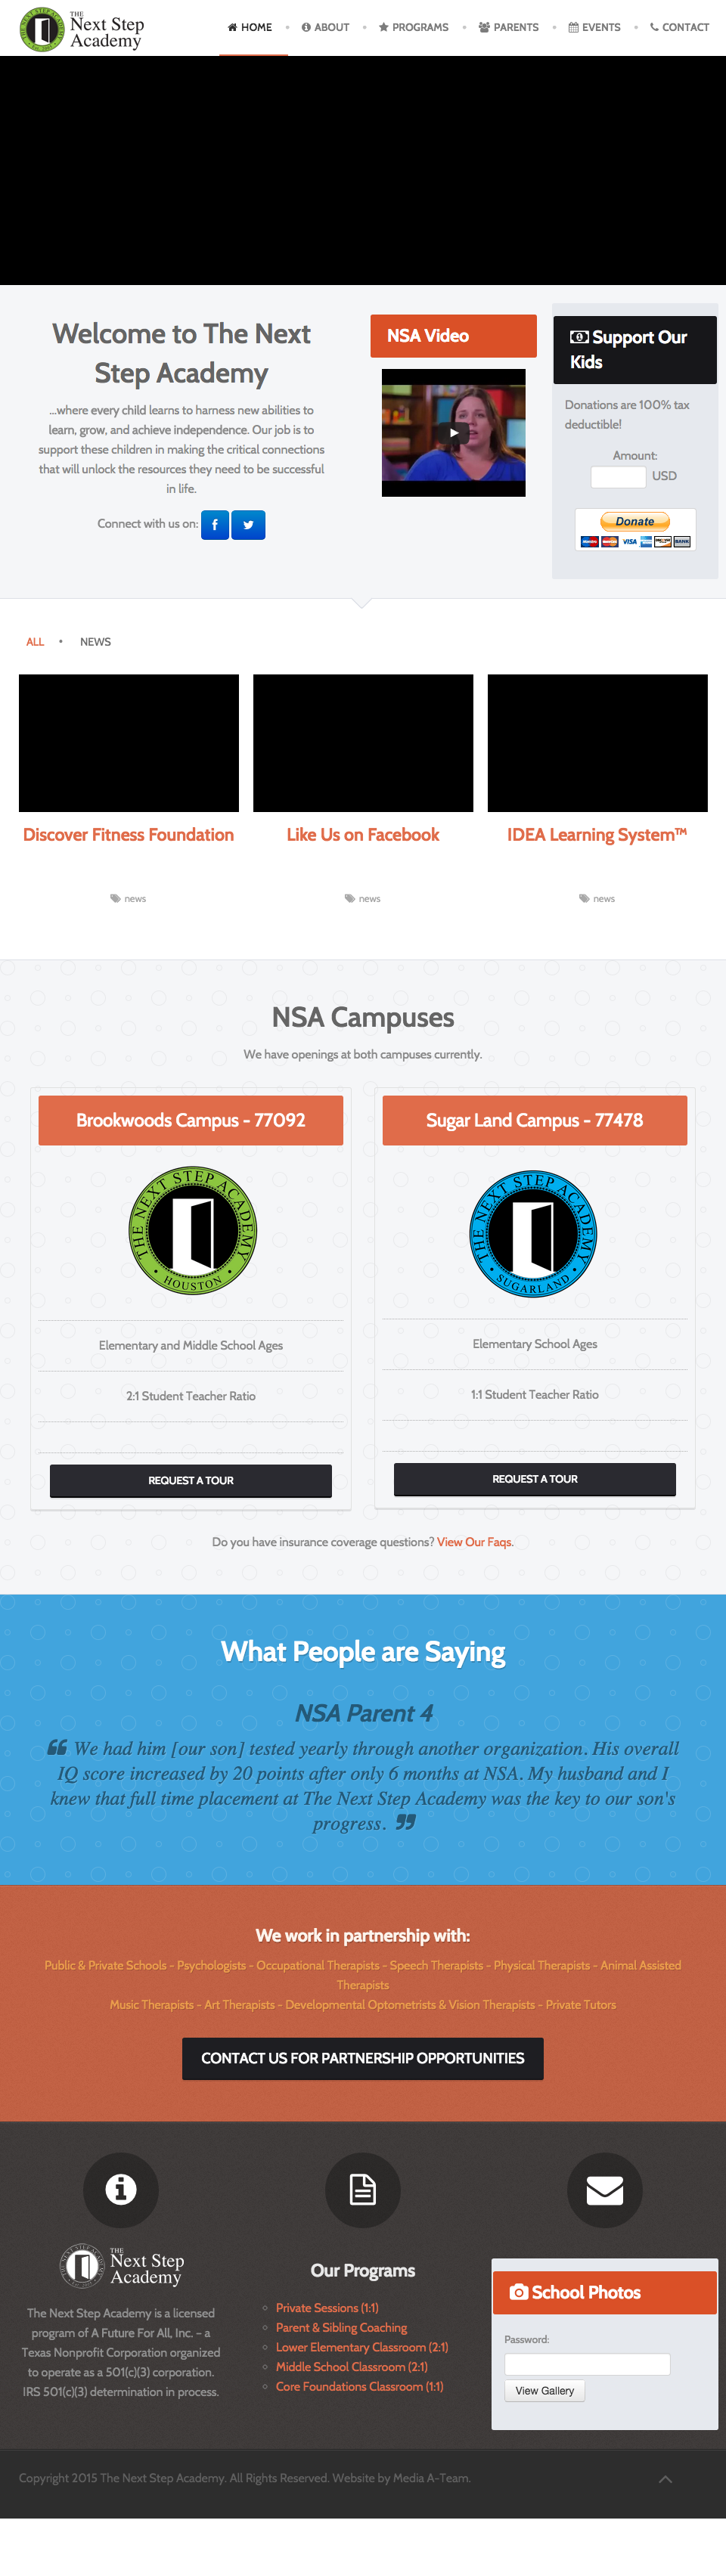 THE
Next Step
Academy
HOME
ABOUT
PROGRAMS
PARENTS
EVENTS
CONTACT
Welcome to The Next
Step Academy
...where every child learns to harness new abilities to
learn, grow, and achieve independence. Our job is to
support these children in making the critical connections
that will unlock the resources they need to be successful
in life.
Connect with us on:
NSA Video
Support Our
Kids
Donations are 100% tax
deductible!
Amount:
USD
Donate
VISA
ALL • NEWS
Discover Fitness Foundation
news
Like Us on Facebook
news
IDEA Learning System™
news
NSA Campuses
We have openings at both campuses currently.
Brookwoods Campus - 77092
THE NEXT STEP ACADEMY
HOUSTON
Elementary and Middle School Ages
2:1 Student Teacher Ratio
REQUEST A TOUR
Sugar Land Campus - 77478
THE NEXT STEP ACADEMY
SUGARLAND
Elementary School Ages
1:1 Student Teacher Ratio
REQUEST A TOUR
Do you have insurance coverage questions? View Our Faqs.
What People are Saying
NSA Parent 4
“ We had him [our son] tested yearly through another organization. His overall
IQ score increased by 20 points after only 6 months at NSA. My husband and I
knew that full time placement at The Next Step Academy was the key to our son's
progress. ”
We work in partnership with:
Public & Private Schools - Psychologists - Occupational Therapists - Speech Therapists - Physical Therapists - Animal Assisted
Therapists
Music Therapists - Art Therapists - Developmental Optometrists & Vision Therapists - Private Tutors
CONTACT US FOR PARTNERSHIP OPPORTUNITIES
THE
Next Step
Academy
The Next Step Academy is a licensed
program of A Future For All, Inc. – a
Texas Nonprofit Corporation organized
to operate as a 501(c)(3) corporation.
IRS 501(c)(3) determination in process.
Our Programs
Private Sessions (1:1)
Parent & Sibling Coaching
Lower Elementary Classroom (2:1)
Middle School Classroom (2:1)
Core Foundations Classroom (1:1)
School Photos
Password:
View Gallery
Copyright 2015 The Next Step Academy. All Rights Reserved. Website by Media A-Team.